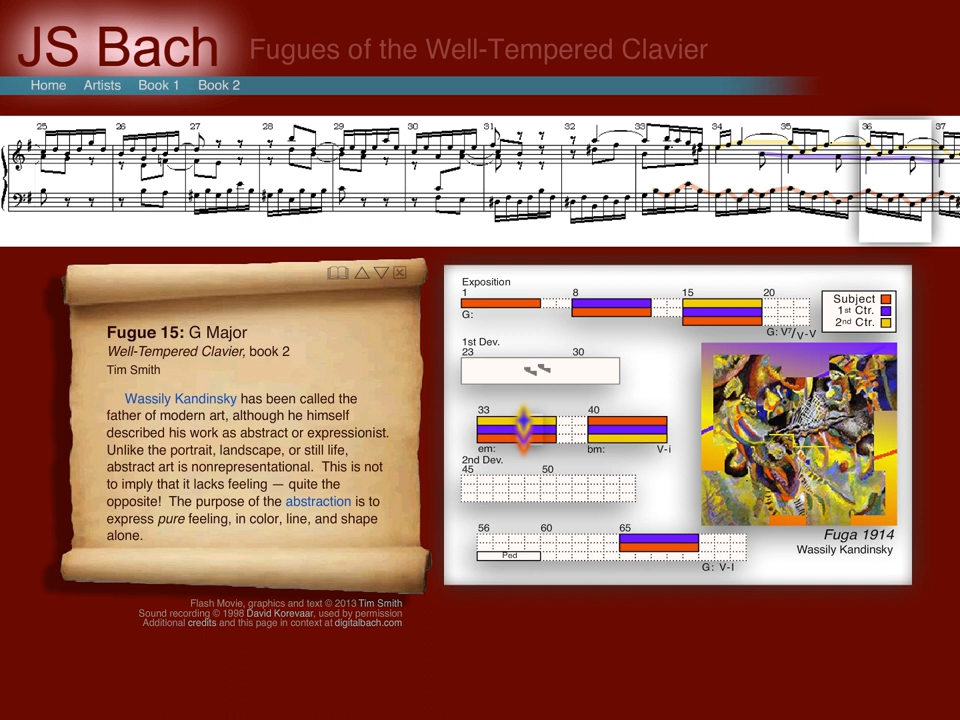 JS Bach
Fugues of the Well-Tempered Clavier
Home Artists Book 1 Book 2
25 26 27 28 29 30 31 32 33 34 35 36 37
Fugue 15: G Major
Well-Tempered Clavier, book 2
Tim Smith
Wassily Kandinsky has been called the
father of modern art, although he himself
described his work as abstract or expressionist.
Unlike the portrait, landscape, or still life,
abstract art is nonrepresentational. This is not
to imply that it lacks feeling — quite the
opposite! The purpose of the abstraction is to
express pure feeling, in color, line, and shape
alone.
Exposition
1 8 15 20
G:
G: V⁷/V-V
Subject
1st Ctr.
2nd Ctr.
1st Dev.
23 30
33 40
em: bm: V-i
2nd Dev.
45 50
56 60 65
Ped
G: V-I
Fuga 1914
Wassily Kandinsky
Flash Movie, graphics and text © 2013 Tim Smith
Sound recording © 1998 David Korevaar, used by permission
Additional credits and this page in context at digitalbach.com